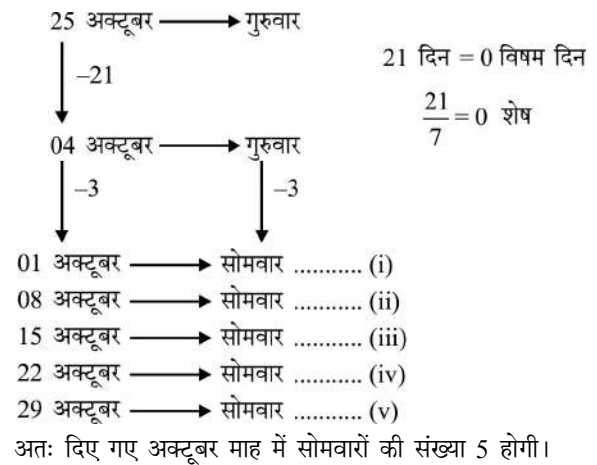 25 अक्टूबर → गुरुवार
–21
21 दिन = 0 विषम दिन
21/7 = 0 शेष
04 अक्टूबर → गुरुवार
–3 –3
01 अक्टूबर → सोमवार ........... (i)
08 अक्टूबर → सोमवार ........... (ii)
15 अक्टूबर → सोमवार ........... (iii)
22 अक्टूबर → सोमवार ........... (iv)
29 अक्टूबर → सोमवार ........... (v)
अतः दिए गए अक्टूबर माह में सोमवारों की संख्या 5 होगी।